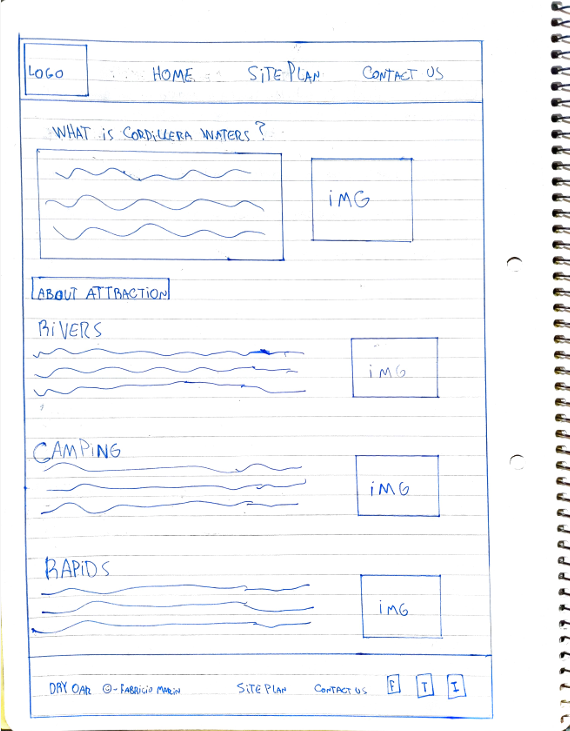 LOGO HOME SiTE PLAN CONTACT US
WHAT iS CORDiLLERA WATERS?
iMG
ABOUT ATTRACTiON
RiVERS
iMG
CAMPiNG
iMG
RAPiDS
iMG
DRY OAR ©-FABRiCiO MARiN SiTE PLAN CONTACT US F T I